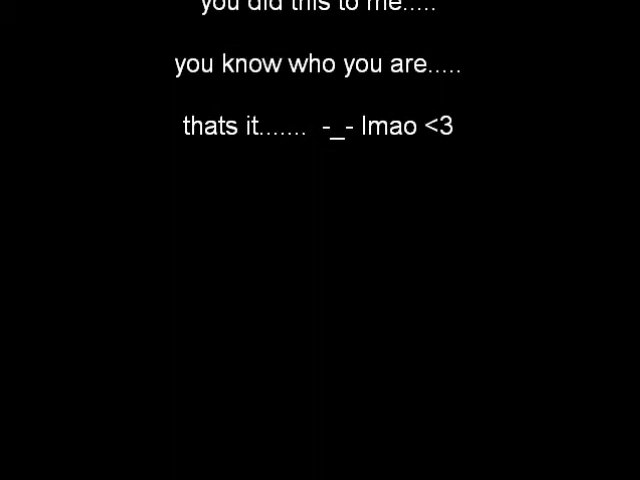 you did this to me.....
you know who you are.....
thats it.......  -_- lmao <3